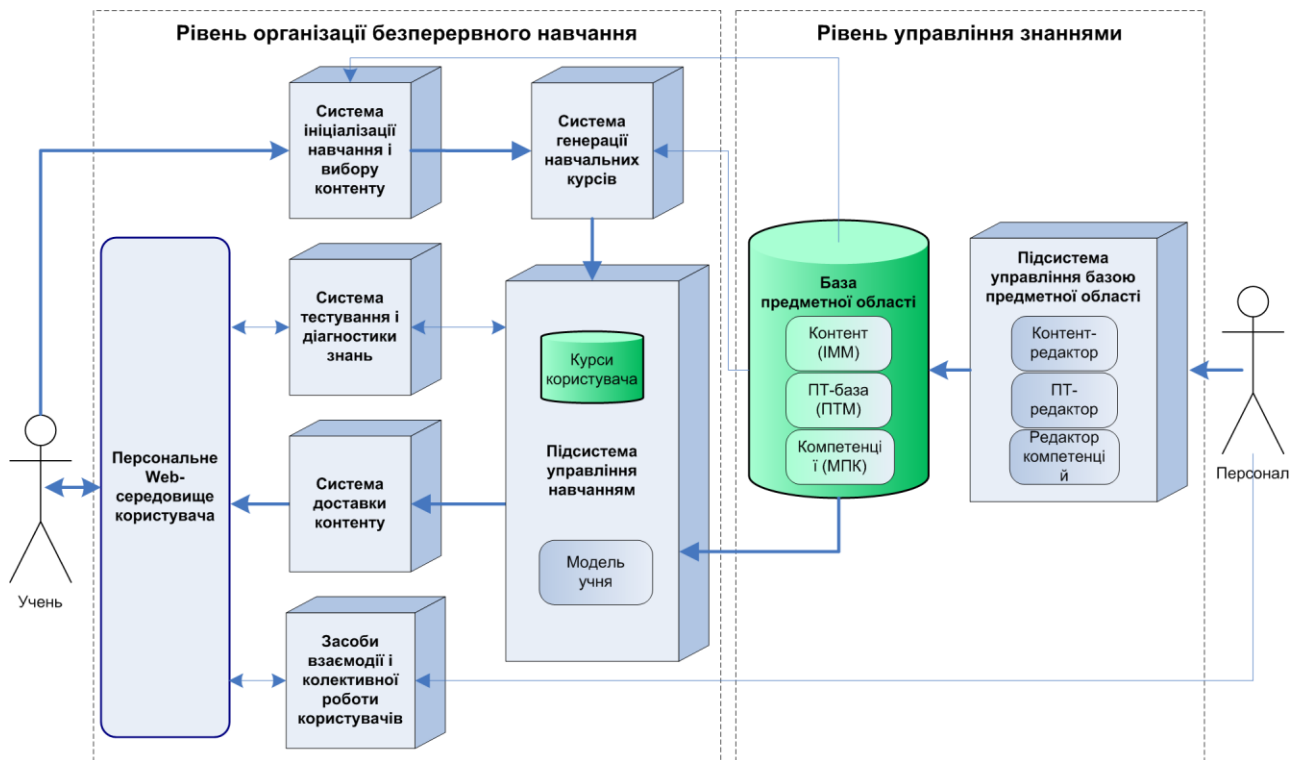 Рівень організації безперервного навчання
Рівень управління знаннями
Система
ініціалізації
навчання і
вибору
контенту
Система
генерації
навчальних
курсів
Система
тестування і
діагностики
знань
Курси
користувача
Підсистема
управління
навчанням
Модель
учня
Персональне
Web-
середовище
користувача
Система
доставки
контенту
Засоби
взаємодії і
колективної
роботи
користувачів
Учень
База
предметної області
Контент
(ІММ)
ПТ-база
(ПТМ)
Компетенці
ї (МПК)
Підсистема
управління базою
предметної області
Контент-
редактор
ПТ-
редактор
Редактор
компетенці
й
Персонал